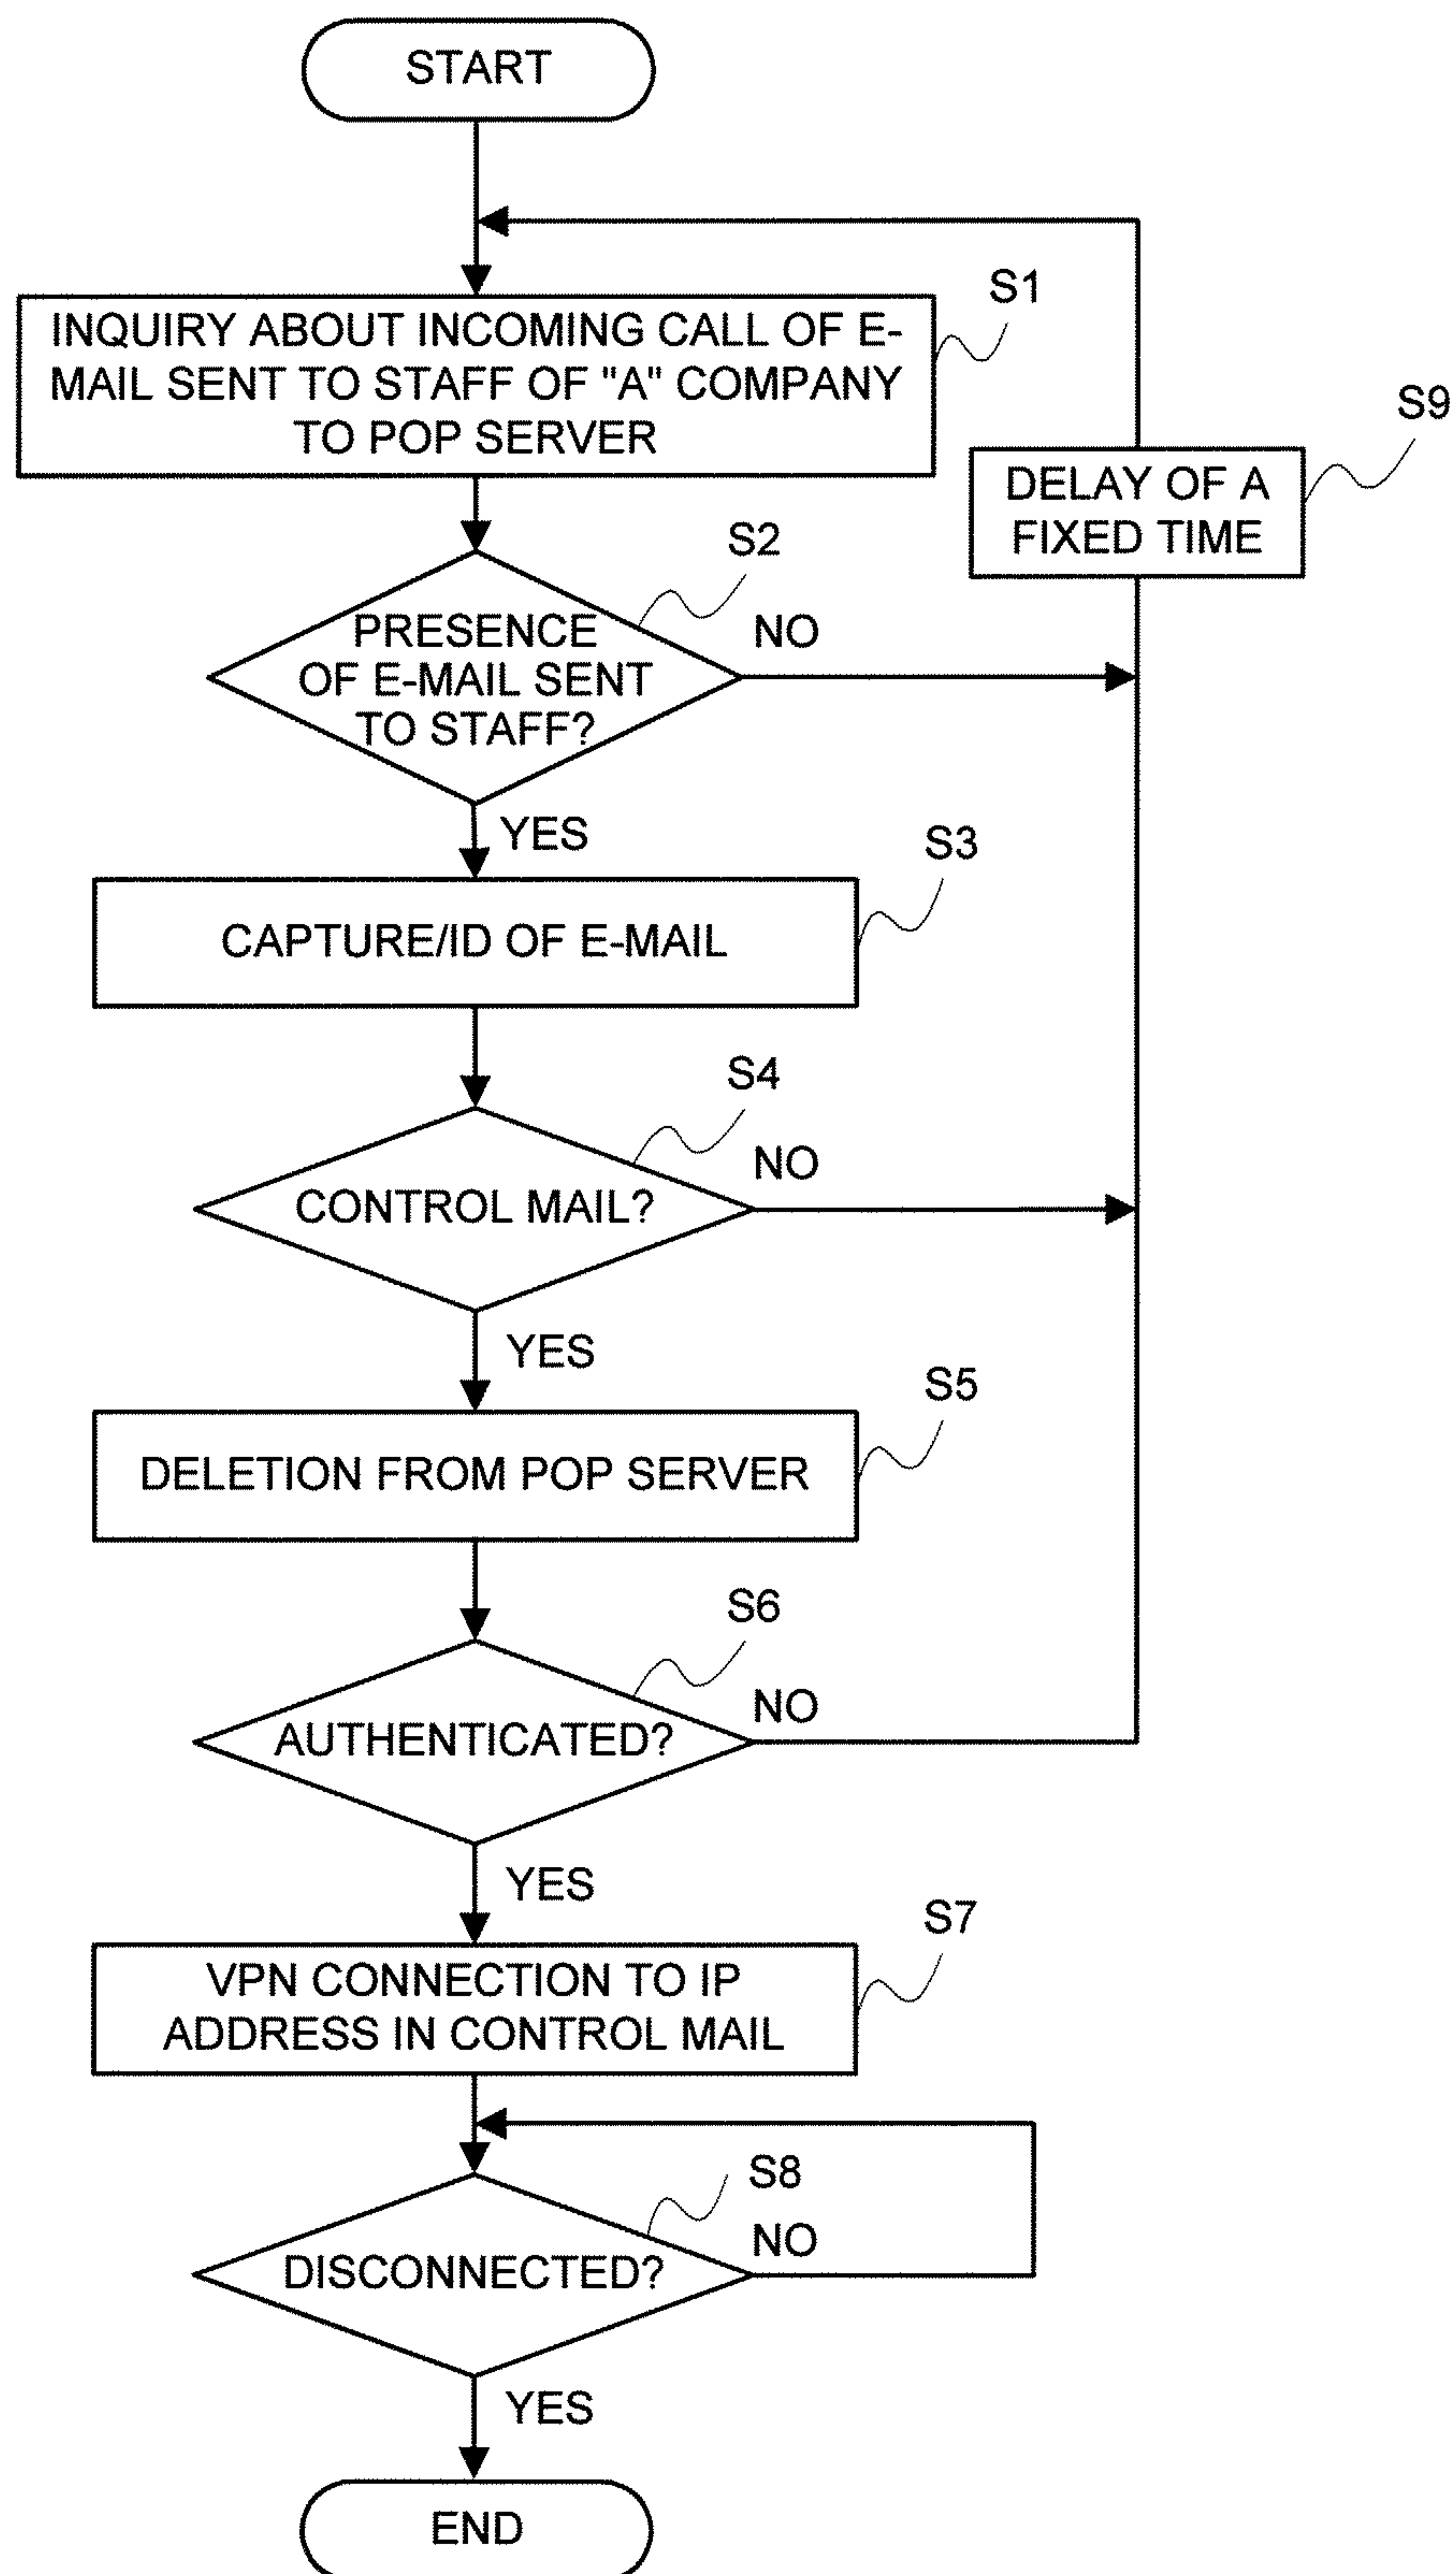 START
S1
INQUIRY ABOUT INCOMING CALL OF E-
MAIL SENT TO STAFF OF "A" COMPANY
TO POP SERVER
S9
DELAY OF A
FIXED TIME
S2
PRESENCE
OF E-MAIL SENT
TO STAFF?
NO
YES
S3
CAPTURE/ID OF E-MAIL
S4
CONTROL MAIL?
NO
YES
S5
DELETION FROM POP SERVER
S6
AUTHENTICATED?
NO
YES
S7
VPN CONNECTION TO IP
ADDRESS IN CONTROL MAIL
S8
DISCONNECTED?
NO
YES
END